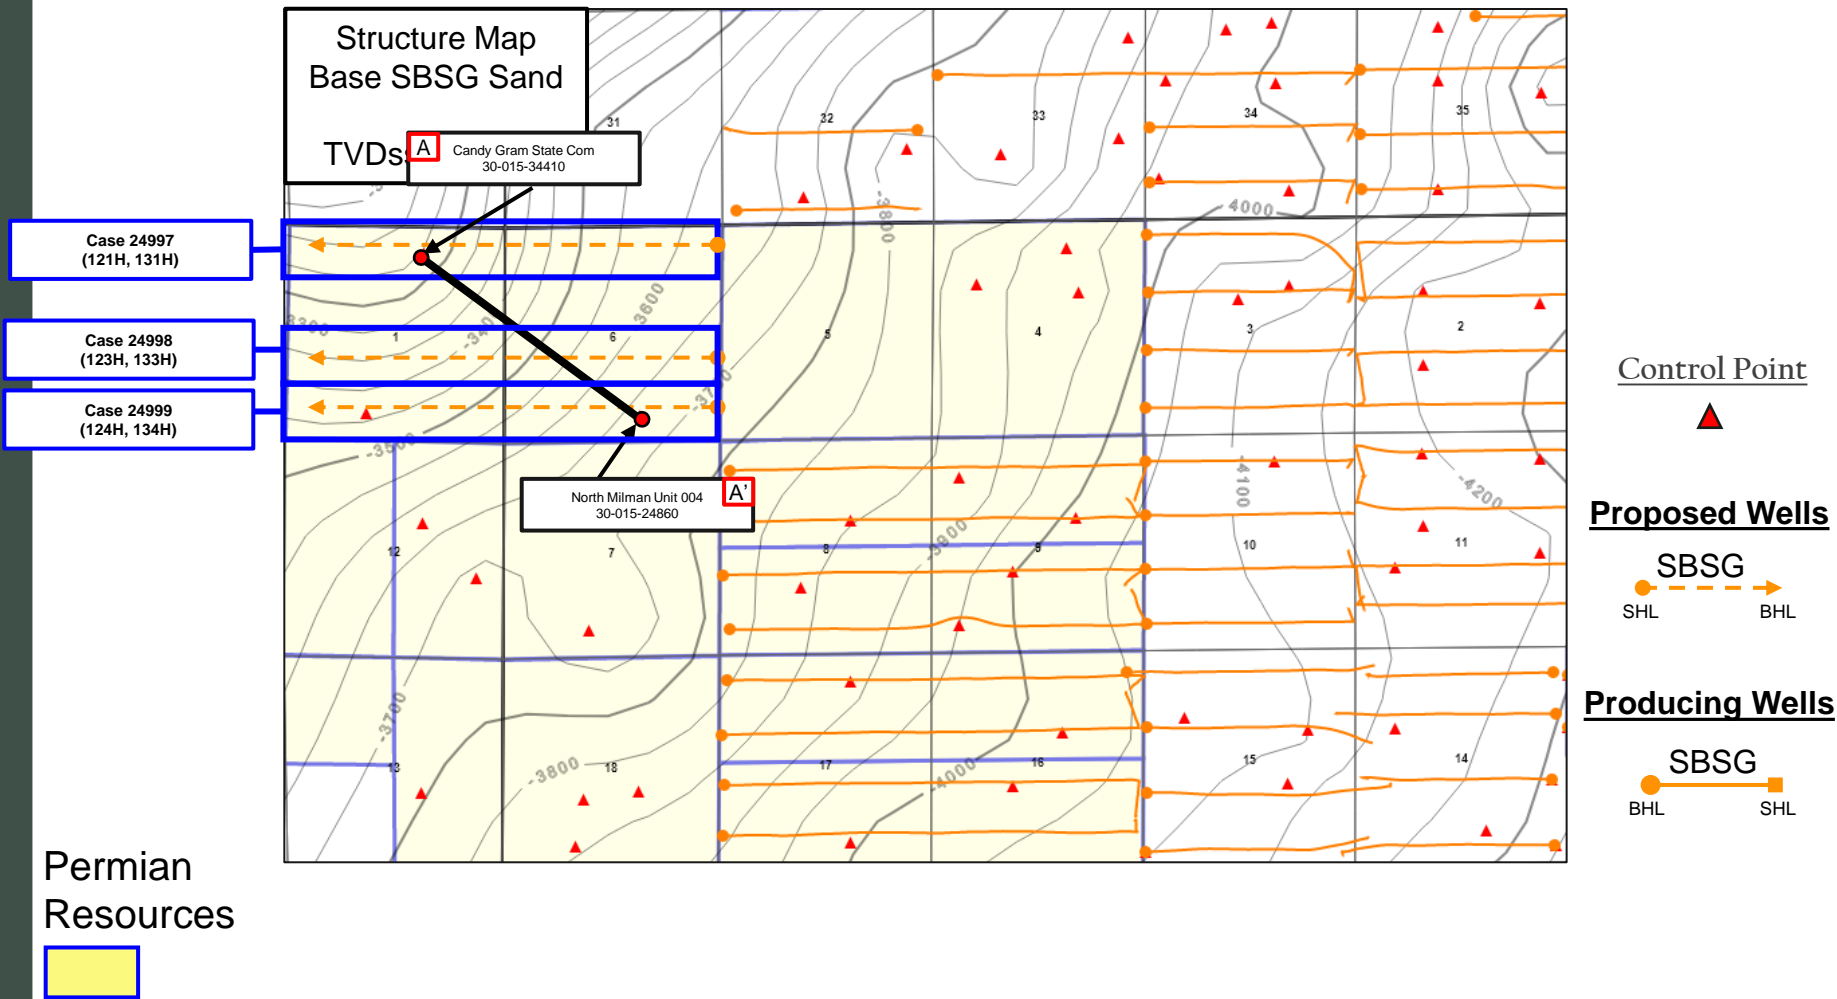 Structure Map
Base SBSG Sand
A
Candy Gram State Com
30-015-34410
31
32
33
34
35
-3800
4000
Case 24997
(121H, 131H)
Case 24998
(123H, 133H)
Case 24999
(124H, 134H)
3600
1
6
5
4
3
2
North Milman Unit 004
30-015-24860
A'
-4100
-4200
12
7
8
9
10
11
-3700
-3800
13
18
17
16
15
14
-4000
Control Point
Proposed Wells
SBSG
SHL
BHL
Producing Wells
SBSG
BHL
SHL
Permian
Resources